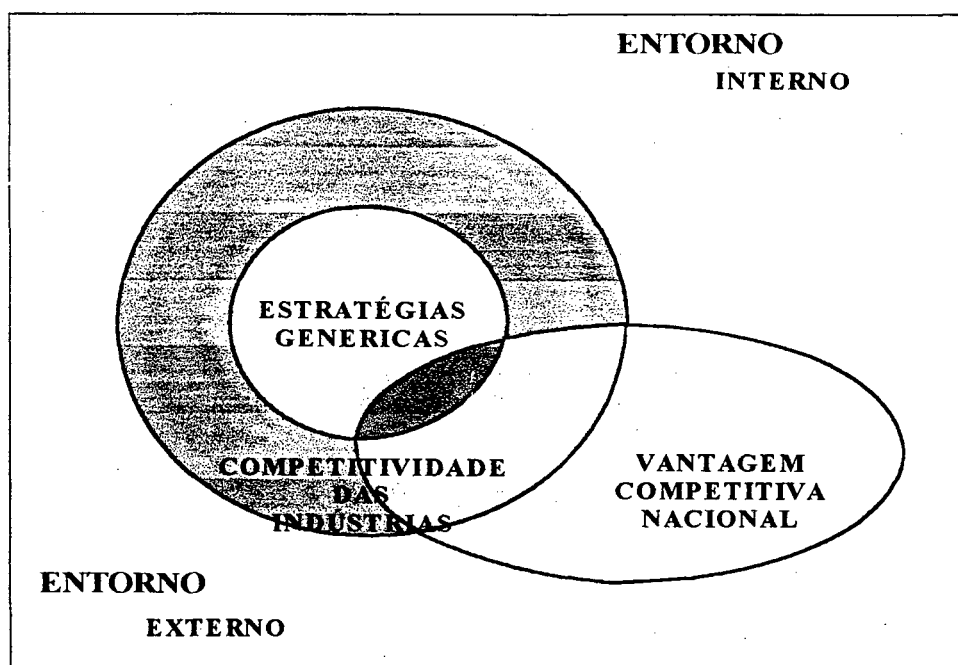 ENTORNO
INTERNO
ESTRATÉGIAS
GENERICAS
COMPETITIVIDADE
DAS
INDÚSTRIAS
VANTAGEM
COMPETITIVA
NACIONAL
ENTORNO
EXTERNO